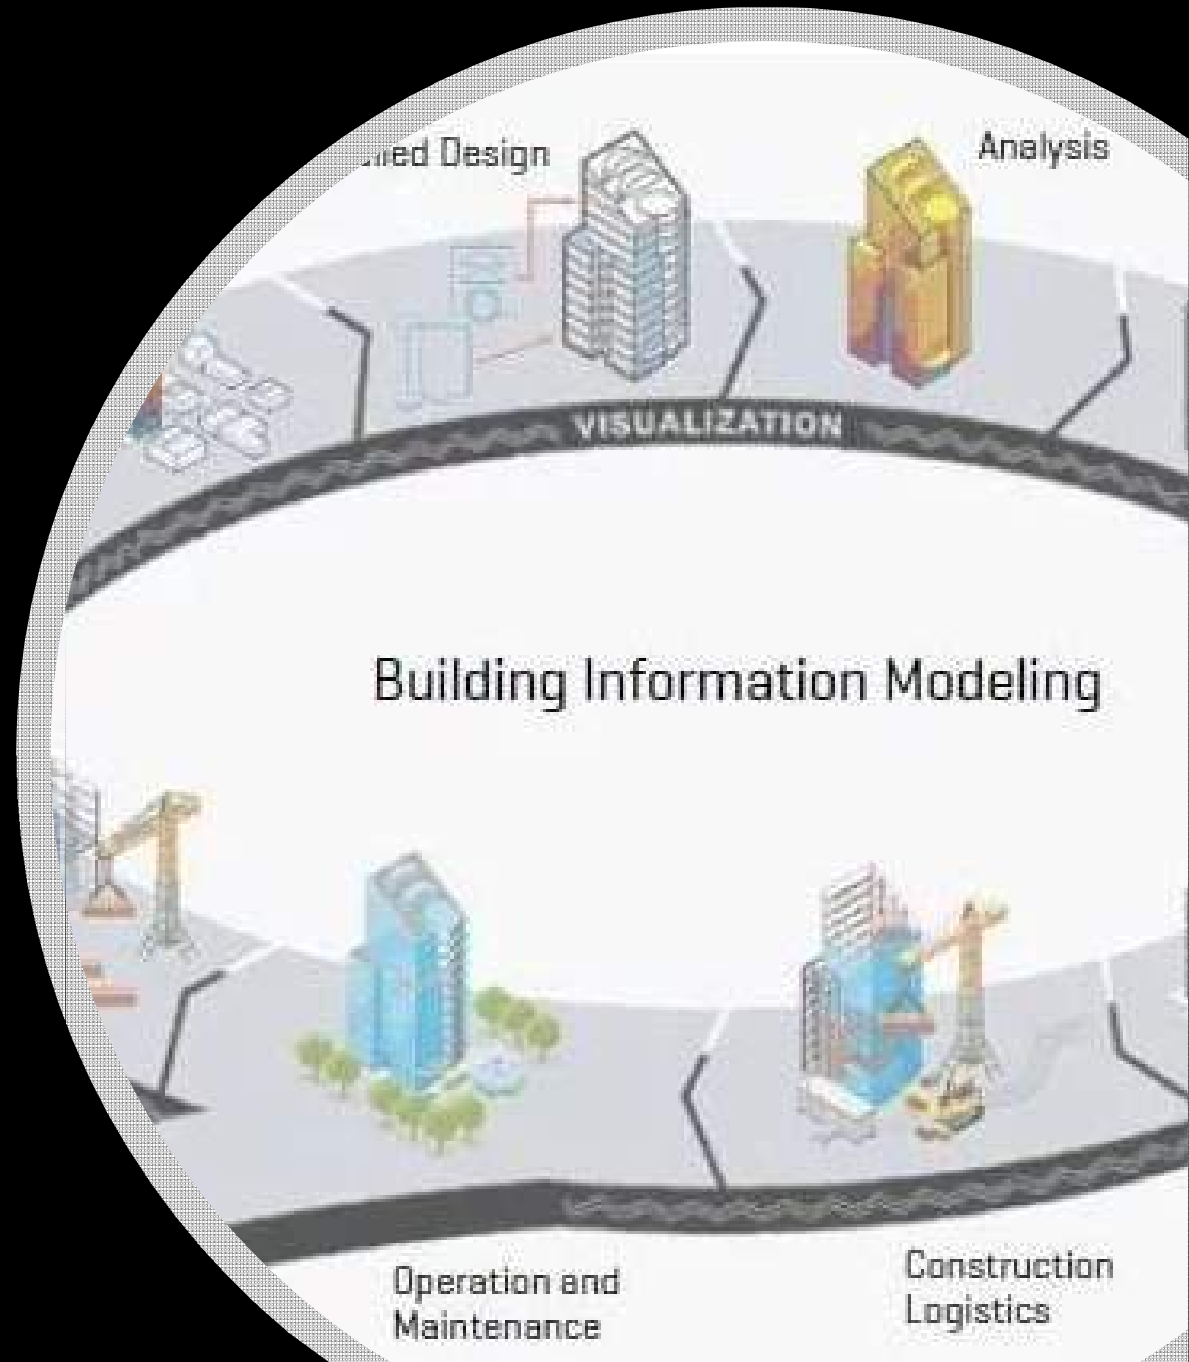 Design
Analysis
VISUALIZATION
Building Information Modeling
Operation and
Maintenance
Construction
Logistics